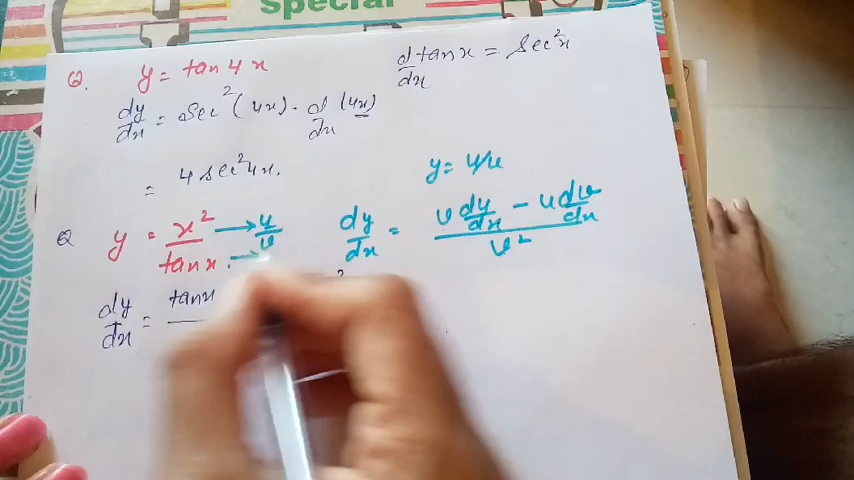 special
Q. y = tan 4x
d/dx tan x = sec²x
dy/dx = sec²(4x) · d/dx (4x)
= 4 sec²4x.
y = u/v
Q y = x²/tan x. → u/v
dy/dx = (v du/dx − u dv/dx)/v²
dy/dx = tan x